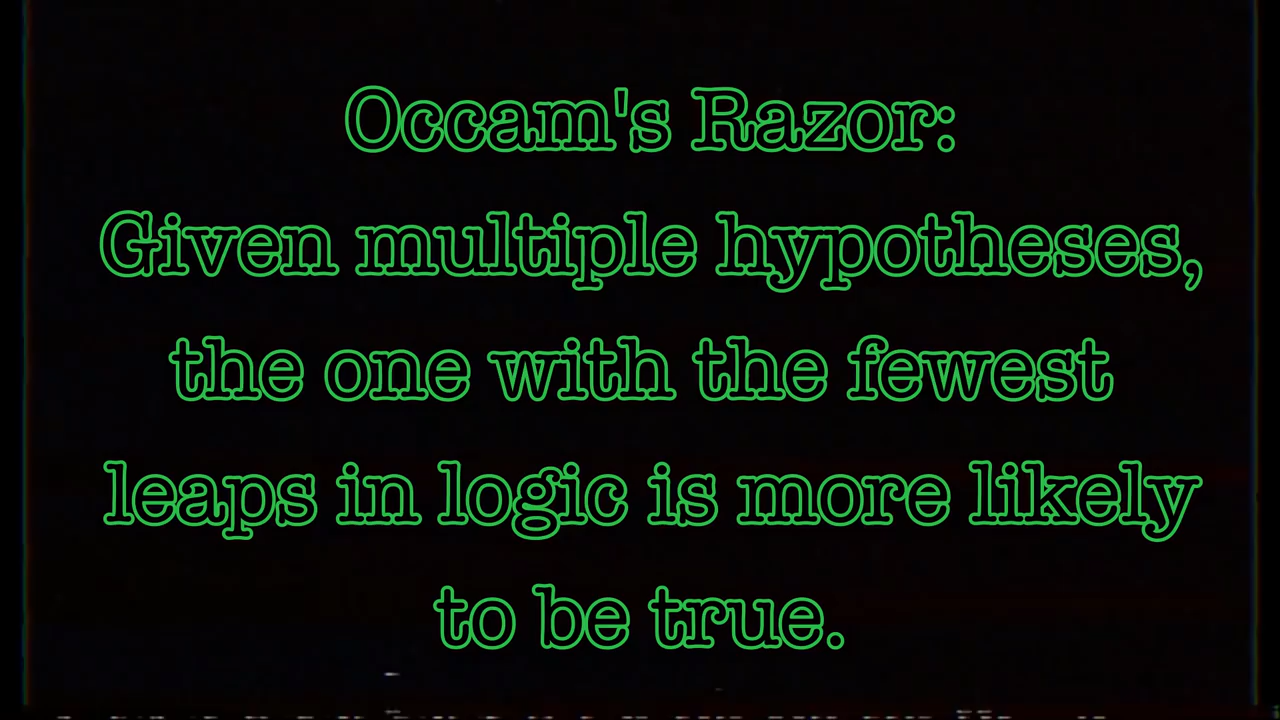 Occam's Razor:
Given multiple hypotheses,
the one with the fewest
leaps in logic is more likely
to be true.